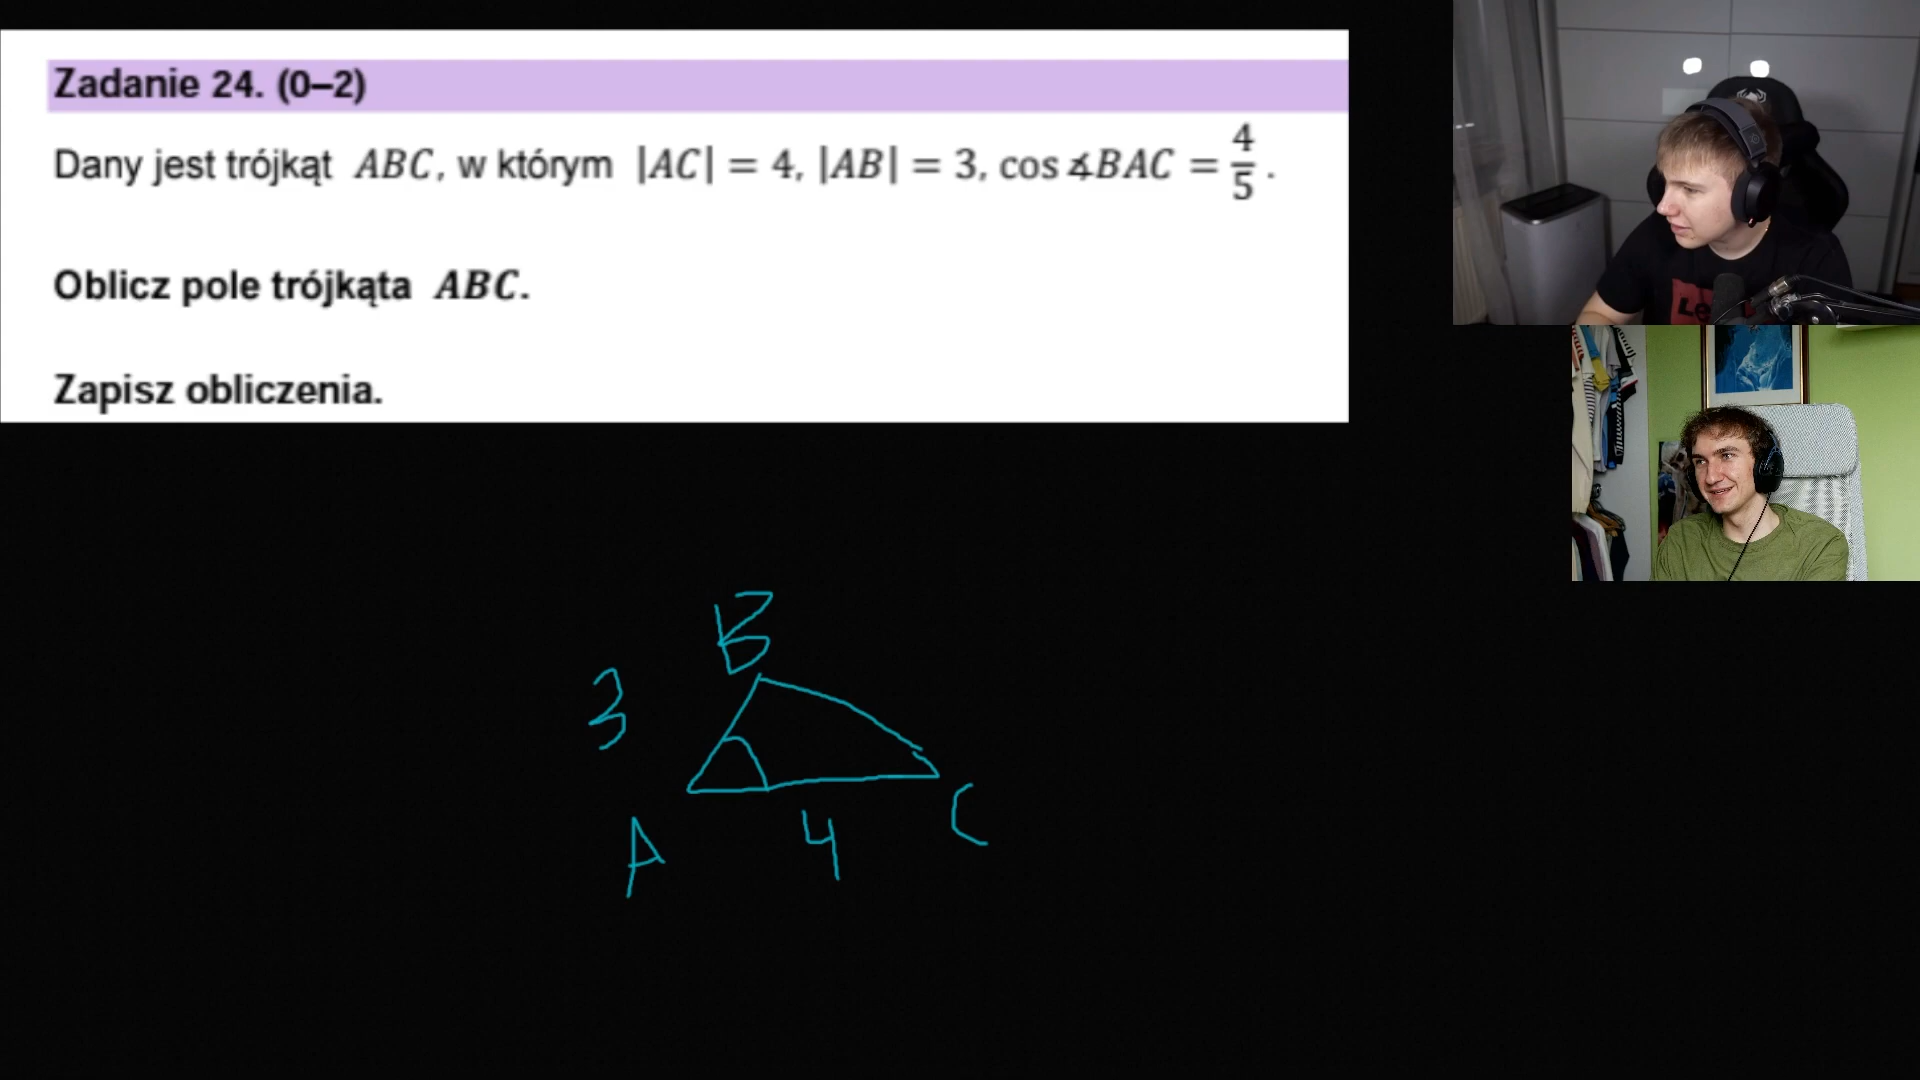 Zadanie 24. (0–2)
Dany jest trójkąt ABC, w którym |AC| = 4, |AB| = 3, cos ∡BAC = 4/5 .
Oblicz pole trójkąta ABC.
Zapisz obliczenia.
B
3
A
4
C